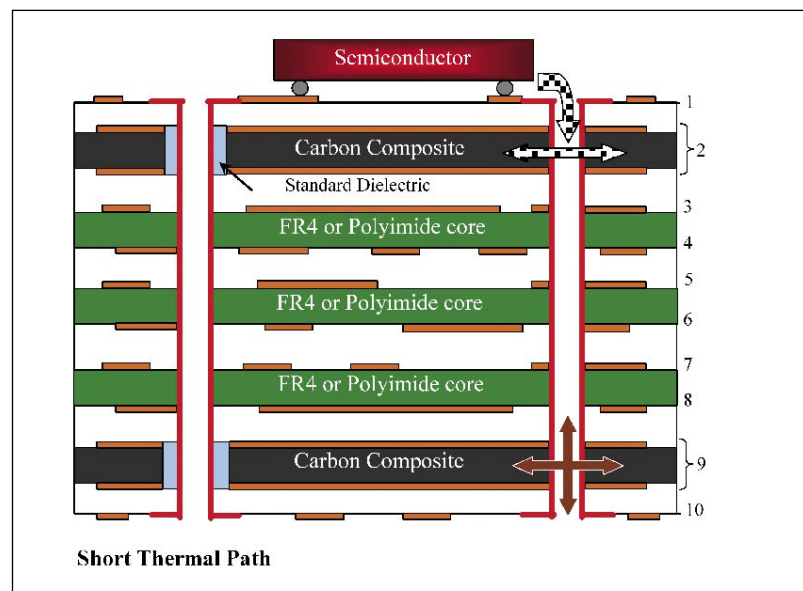 Semiconductor
1
Carbon Composite
2
Standard Dielectric
3
FR4 or Polyimide core
4
5
FR4 or Polyimide core
6
7
FR4 or Polyimide core
8
Carbon Composite
9
10
Short Thermal Path